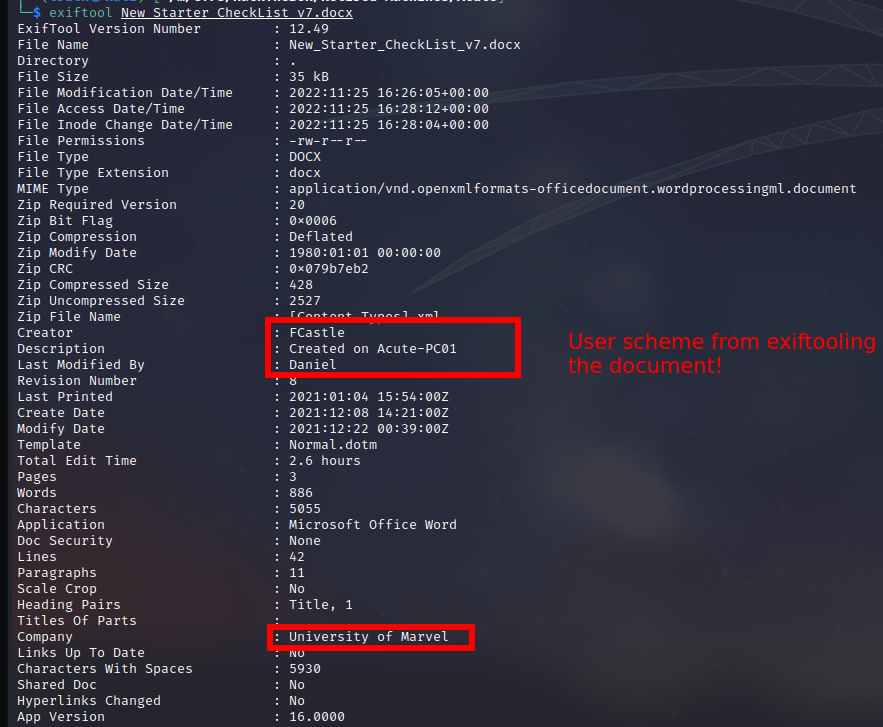 └─$ exiftool New_Starter_CheckList_v7.docx
ExifTool Version Number : 12.49
File Name : New_Starter_CheckList_v7.docx
Directory : .
File Size : 35 kB
File Modification Date/Time : 2022:11:25 16:26:05+00:00
File Access Date/Time : 2022:11:25 16:28:12+00:00
File Inode Change Date/Time : 2022:11:25 16:28:04+00:00
File Permissions : -rw-r--r--
File Type : DOCX
File Type Extension : docx
MIME Type : application/vnd.openxmlformats-officedocument.wordprocessingml.document
Zip Required Version : 20
Zip Bit Flag : 0×0006
Zip Compression : Deflated
Zip Modify Date : 1980:01:01 00:00:00
Zip CRC : 0×079b7eb2
Zip Compressed Size : 428
Zip Uncompressed Size : 2527
Zip File Name : [Content_Types].xml
Creator : FCastle
Description : Created on Acute-PC01
User scheme from exiftooling
the document!
Last Modified By : Daniel
Revision Number : 8
Last Printed : 2021:01:04 15:54:00Z
Create Date : 2021:12:08 14:21:00Z
Modify Date : 2021:12:22 00:39:00Z
Template : Normal.dotm
Total Edit Time : 2.6 hours
Pages : 3
Words : 886
Characters : 5055
Application : Microsoft Office Word
Doc Security : None
Lines : 42
Paragraphs : 11
Scale Crop : No
Heading Pairs : Title, 1
Titles Of Parts :
Company : University of Marvel
Links Up To Date : No
Characters With Spaces : 5930
Shared Doc : No
Hyperlinks Changed : No
App Version : 16.0000